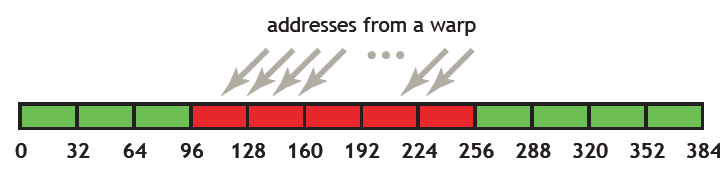 addresses from a warp
0 32 64 96 128 160 192 224 256 288 320 352 384